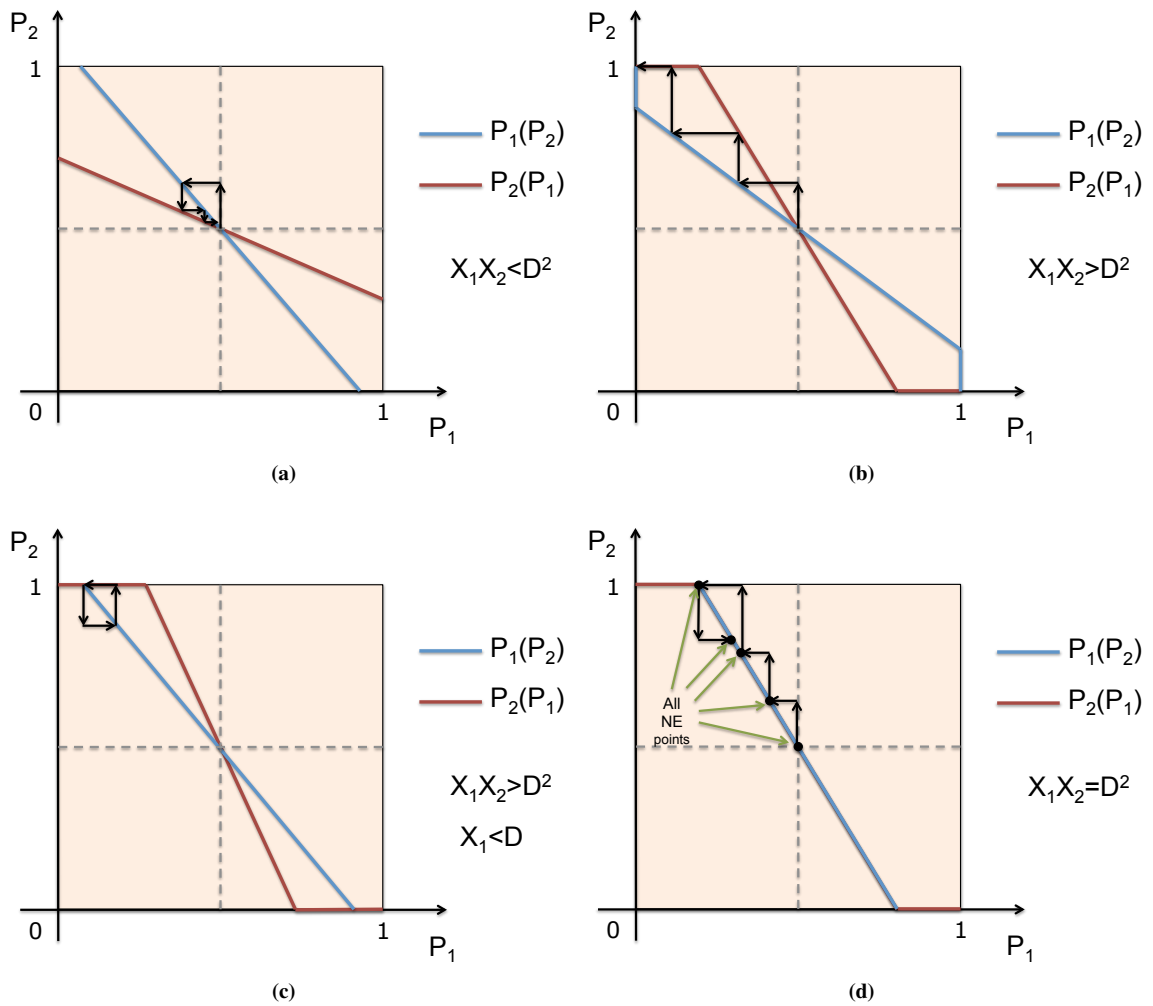 P₂
1
P₁(P₂)
P₂(P₁)
X₁X₂<D²
0
1
P₁
(a)
P₂
1
P₁(P₂)
P₂(P₁)
X₁X₂>D²
0
1
P₁
(b)
P₂
1
P₁(P₂)
P₂(P₁)
X₁X₂>D²
X₁<D
0
1
P₁
(c)
P₂
1
P₁(P₂)
P₂(P₁)
All
NE
points
X₁X₂=D²
0
1
P₁
(d)